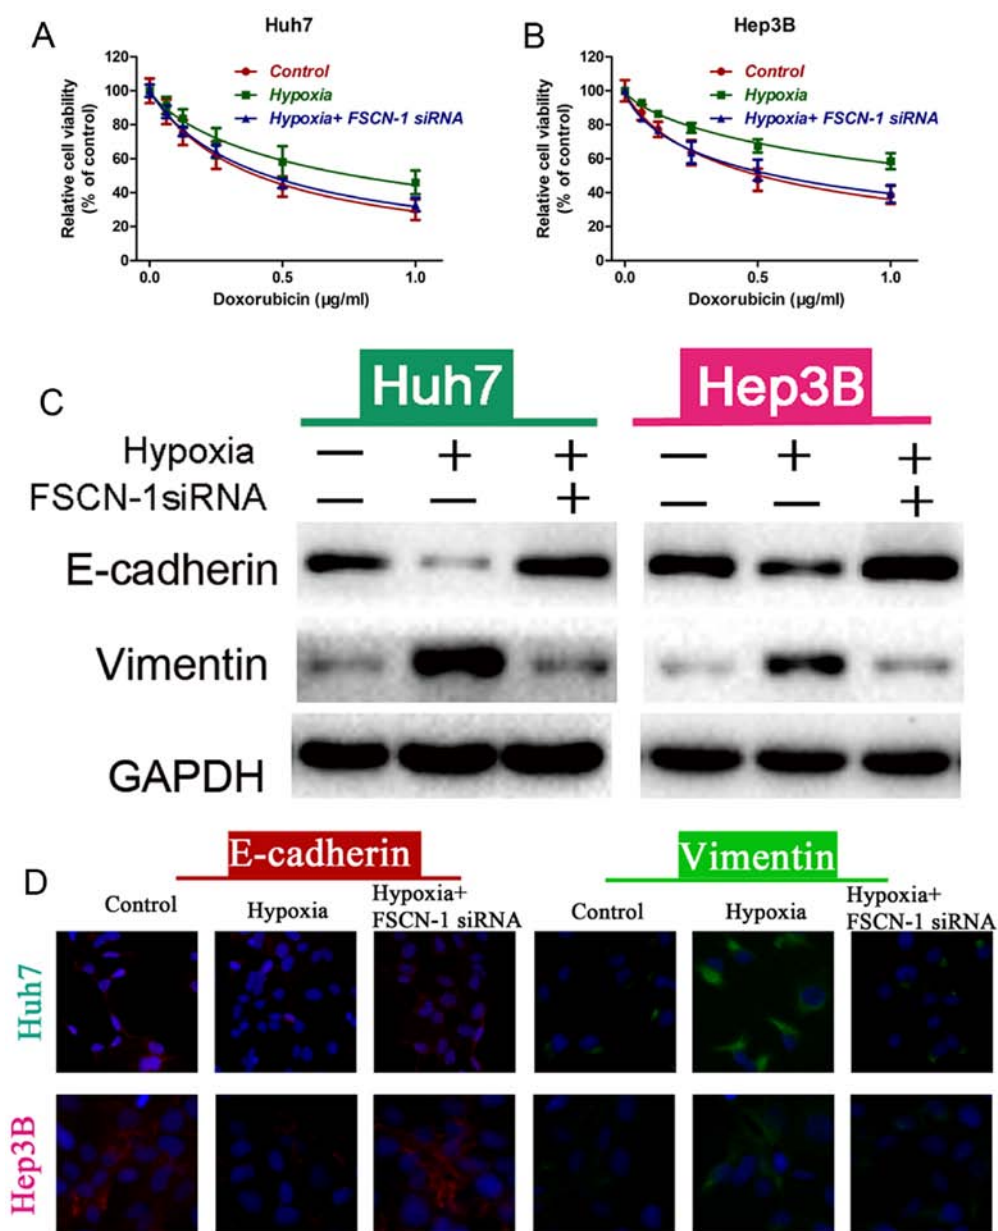 A
Huh7
Relative cell viability
(% of control)
120
100
80
60
40
20
0
Control
Hypoxia
Hypoxia+ FSCN-1 siRNA
0.0
0.5
1.0
Doxorubicin (µg/ml)
B
Hep3B
Relative cell viability
(% of control)
120
100
80
60
40
20
0
Control
Hypoxia
Hypoxia+ FSCN-1 siRNA
0.0
0.5
1.0
Doxorubicin (µg/ml)
C
Huh7
Hep3B
Hypoxia — + + — + +
FSCN-1siRNA — — + — — +
E-cadherin
Vimentin
GAPDH
D
E-cadherin
Vimentin
Control
Hypoxia
Hypoxia+
FSCN-1 siRNA
Control
Hypoxia
Hypoxia+
FSCN-1 siRNA
Huh7
Hep3B